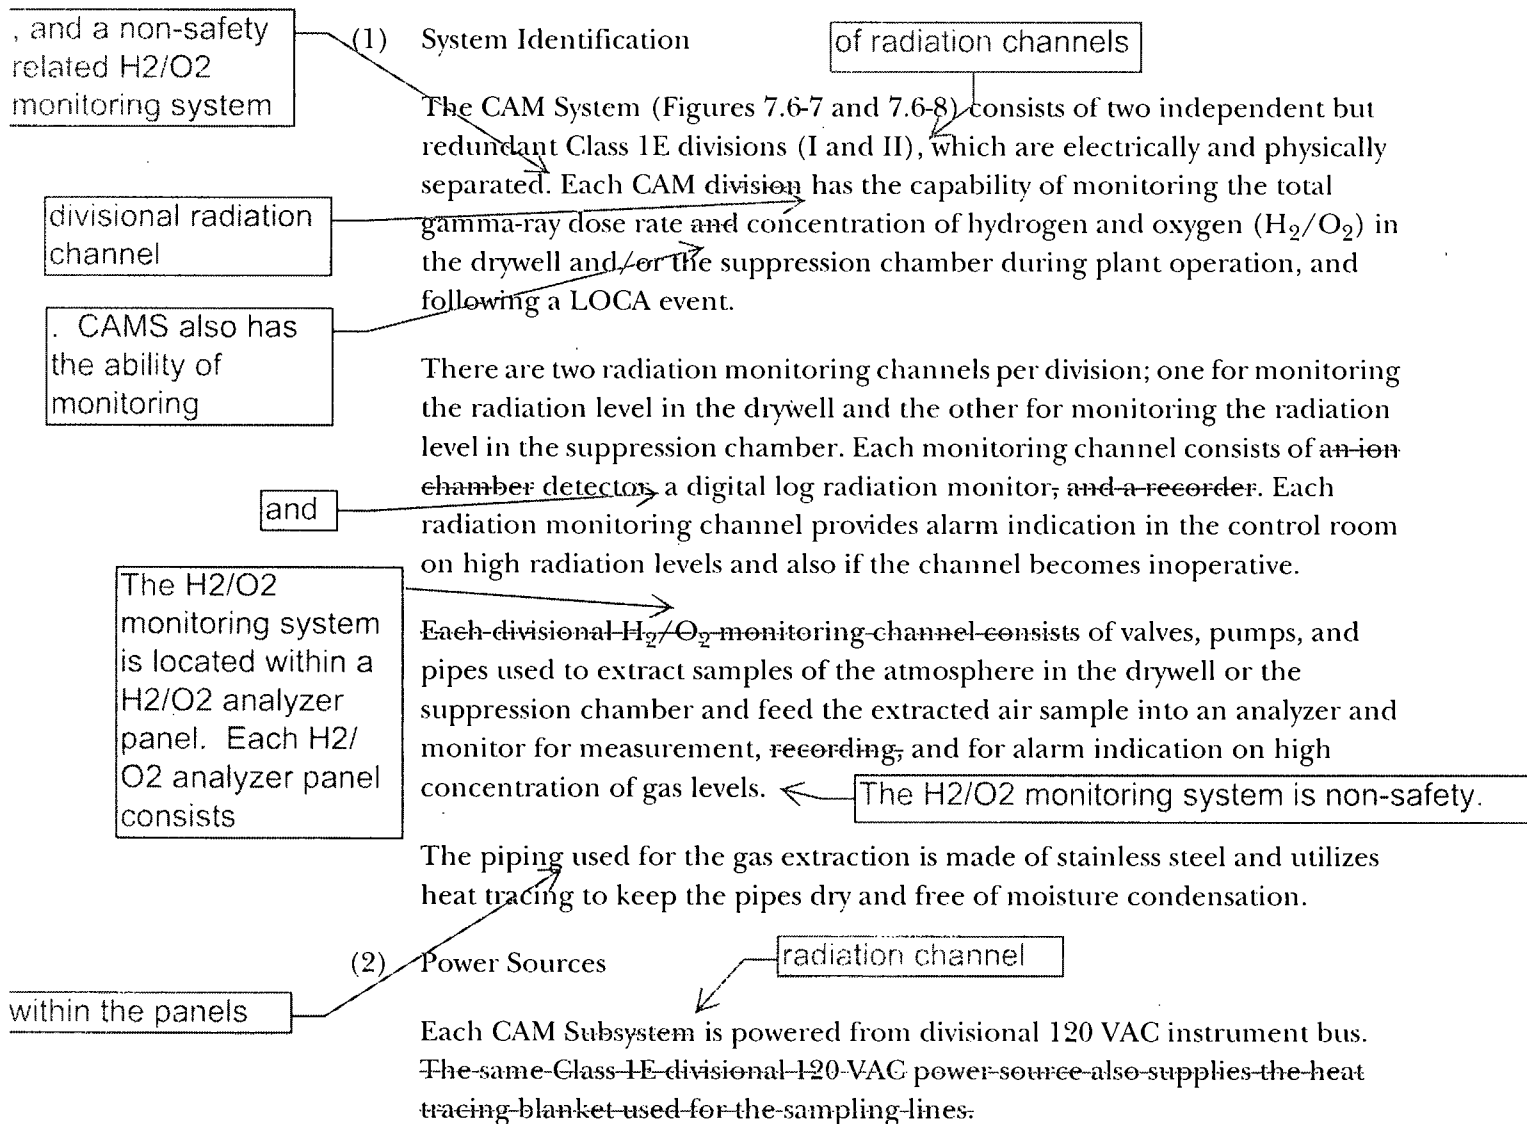 , and a non-safety
related H2/O2
monitoring system
(1) System Identification
of radiation channels
The CAM System (Figures 7.6-7 and 7.6-8) consists of two independent but
redundant Class 1E divisions (I and II), which are electrically and physically
separated. Each CAM division has the capability of monitoring the total
gamma-ray dose rate and concentration of hydrogen and oxygen (H₂/O₂) in
the drywell and/or the suppression chamber during plant operation, and
following a LOCA event.
divisional radiation
channel
. CAMS also has
the ability of
monitoring
There are two radiation monitoring channels per division; one for monitoring
the radiation level in the drywell and the other for monitoring the radiation
level in the suppression chamber. Each monitoring channel consists of an ion
chamber detector, a digital log radiation monitor, and a recorder. Each
radiation monitoring channel provides alarm indication in the control room
on high radiation levels and also if the channel becomes inoperative.
and
The H2/O2
monitoring system
is located within a
H2/O2 analyzer
panel. Each H2/
O2 analyzer panel
consists
Each divisional H₂/O₂ monitoring channel consists of valves, pumps, and
pipes used to extract samples of the atmosphere in the drywell or the
suppression chamber and feed the extracted air sample into an analyzer and
monitor for measurement, recording, and for alarm indication on high
concentration of gas levels.
The H2/O2 monitoring system is non-safety.
The piping used for the gas extraction is made of stainless steel and utilizes
heat tracing to keep the pipes dry and free of moisture condensation.
(2) Power Sources
radiation channel
within the panels
Each CAM Subsystem is powered from divisional 120 VAC instrument bus.
The same Class 1E divisional 120 VAC power source also supplies the heat
tracing blanket used for the sampling lines.